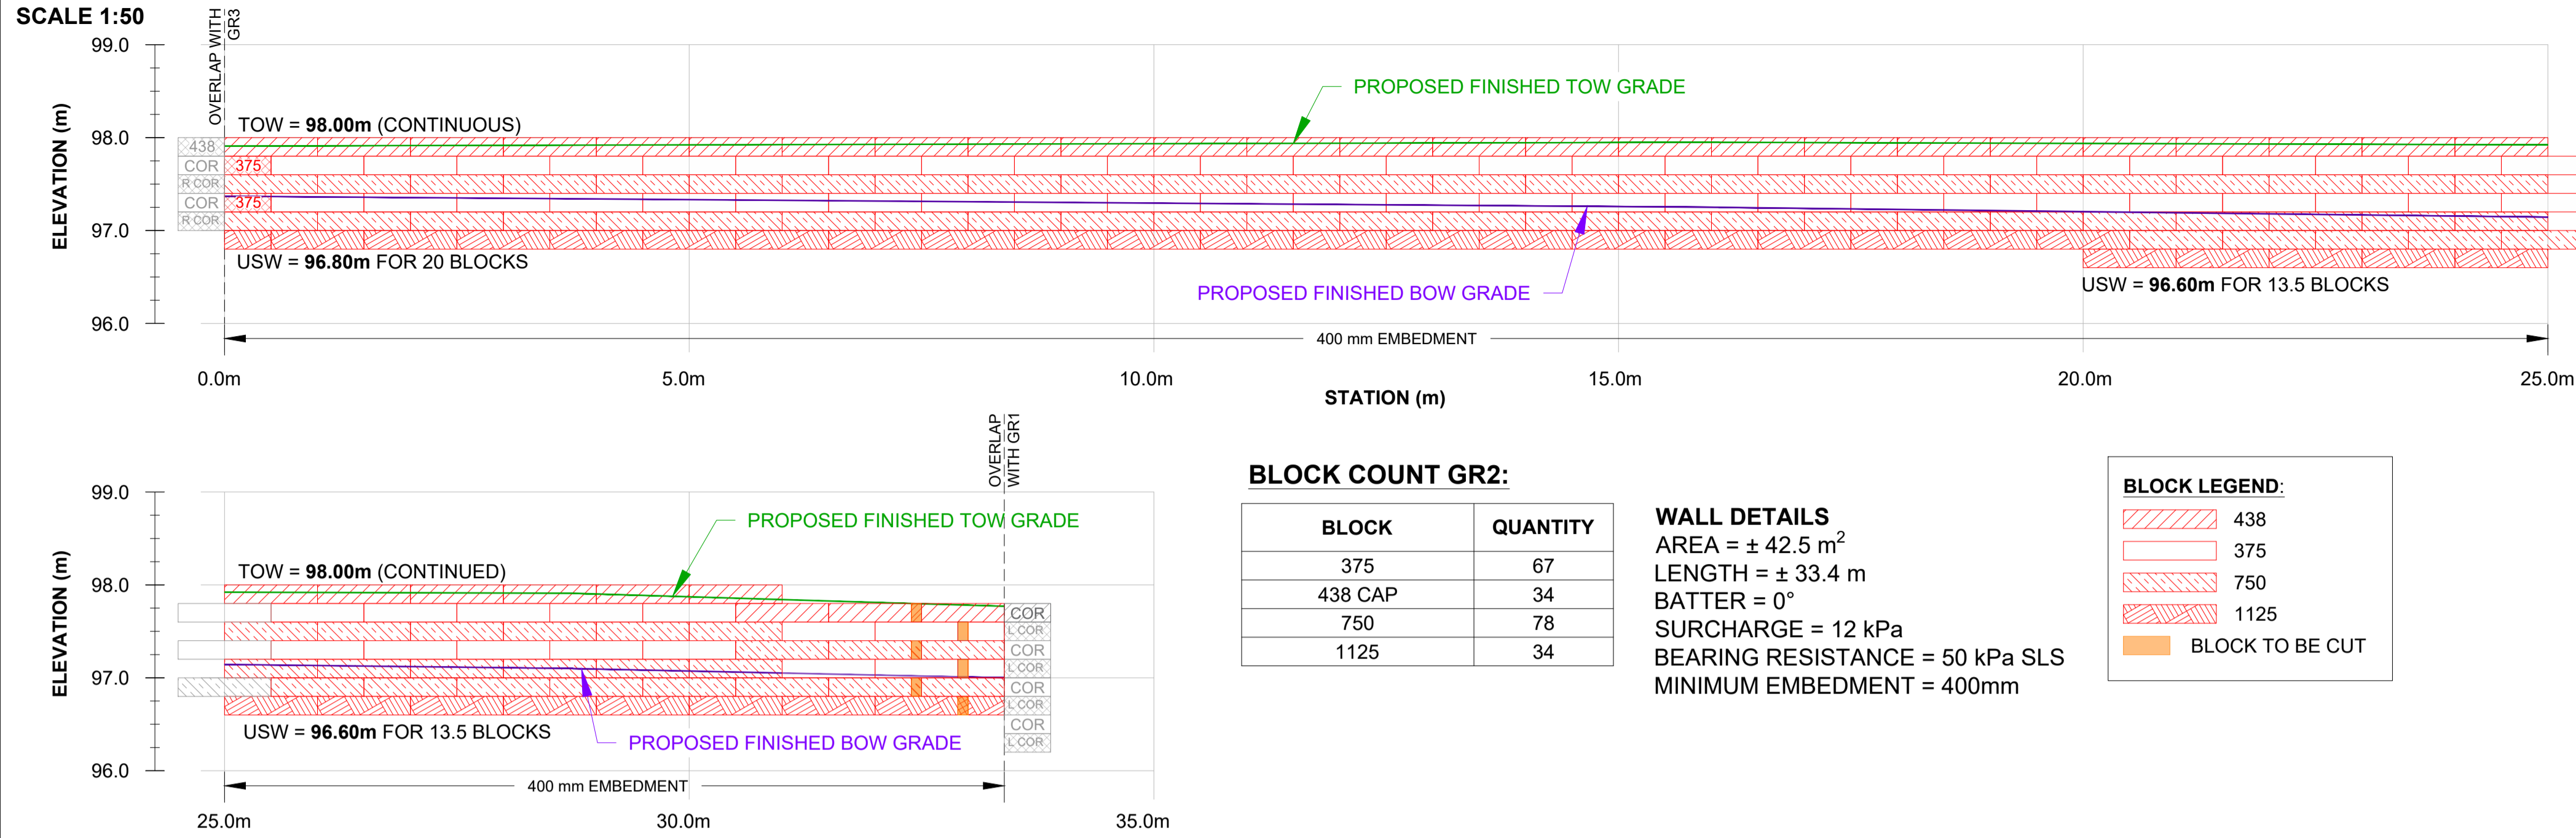 SCALE 1:50
OVERLAP WITH
GR3
99.0
98.0
97.0
96.0
ELEVATION (m)
TOW = 98.00m (CONTINUOUS)
PROPOSED FINISHED TOW GRADE
438
COR
375
R COR
COR
375
R COR
USW = 96.80m FOR 20 BLOCKS
PROPOSED FINISHED BOW GRADE
USW = 96.60m FOR 13.5 BLOCKS
400 mm EMBEDMENT
0.0m
5.0m
10.0m
15.0m
20.0m
25.0m
STATION (m)
OVERLAP
WITH GR1
99.0
98.0
97.0
96.0
ELEVATION (m)
PROPOSED FINISHED TOW GRADE
TOW = 98.00m (CONTINUED)
COR
L COR
COR
L COR
COR
L COR
COR
L COR
USW = 96.60m FOR 13.5 BLOCKS
PROPOSED FINISHED BOW GRADE
400 mm EMBEDMENT
25.0m
30.0m
35.0m
BLOCK COUNT GR2:
BLOCK QUANTITY
375 67
438 CAP 34
750 78
1125 34
WALL DETAILS
AREA = ± 42.5 m²
LENGTH = ± 33.4 m
BATTER = 0°
SURCHARGE = 12 kPa
BEARING RESISTANCE = 50 kPa SLS
MINIMUM EMBEDMENT = 400mm
BLOCK LEGEND:
438
375
750
1125
BLOCK TO BE CUT